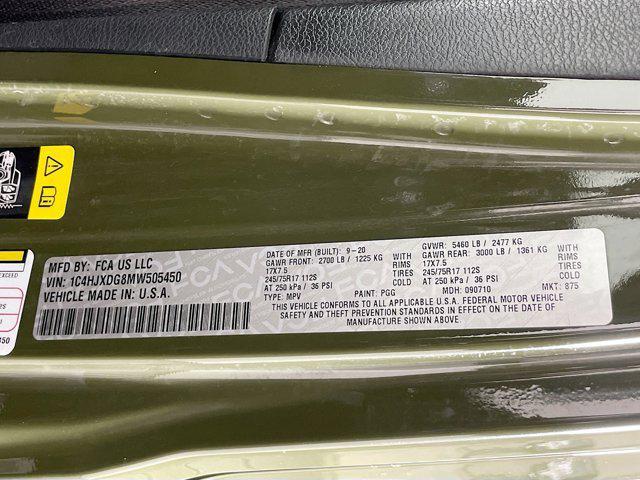 EXCEED
350
MFD BY: FCA US LLC
VIN: 1C4HJXDG8MW505450
VEHICLE MADE IN U.S.A.
DATE OF MFR (BUILT): 9-20 GVWR: 5460 LB / 2477 KG
GAWR FRONT: 2700 LB / 1225 KG WITH GAWR REAR: 3000 LB / 1361 KG WITH
17X7.5 RIMS 17X7.5 RIMS
245/75R17 112S TIRES 245/75R17 112S TIRES
AT 250 kPa / 36 PSI COLD AT 250 kPa / 36 PSI COLD
TYPE: MPV PAINT: PGG MDH: 090710 MKT: 875
THIS VEHICLE CONFORMS TO ALL APPLICABLE U.S.A. FEDERAL MOTOR VEHICLE
SAFETY AND THEFT PREVENTION STANDARDS IN EFFECT ON THE DATE OF
MANUFACTURE SHOWN ABOVE.